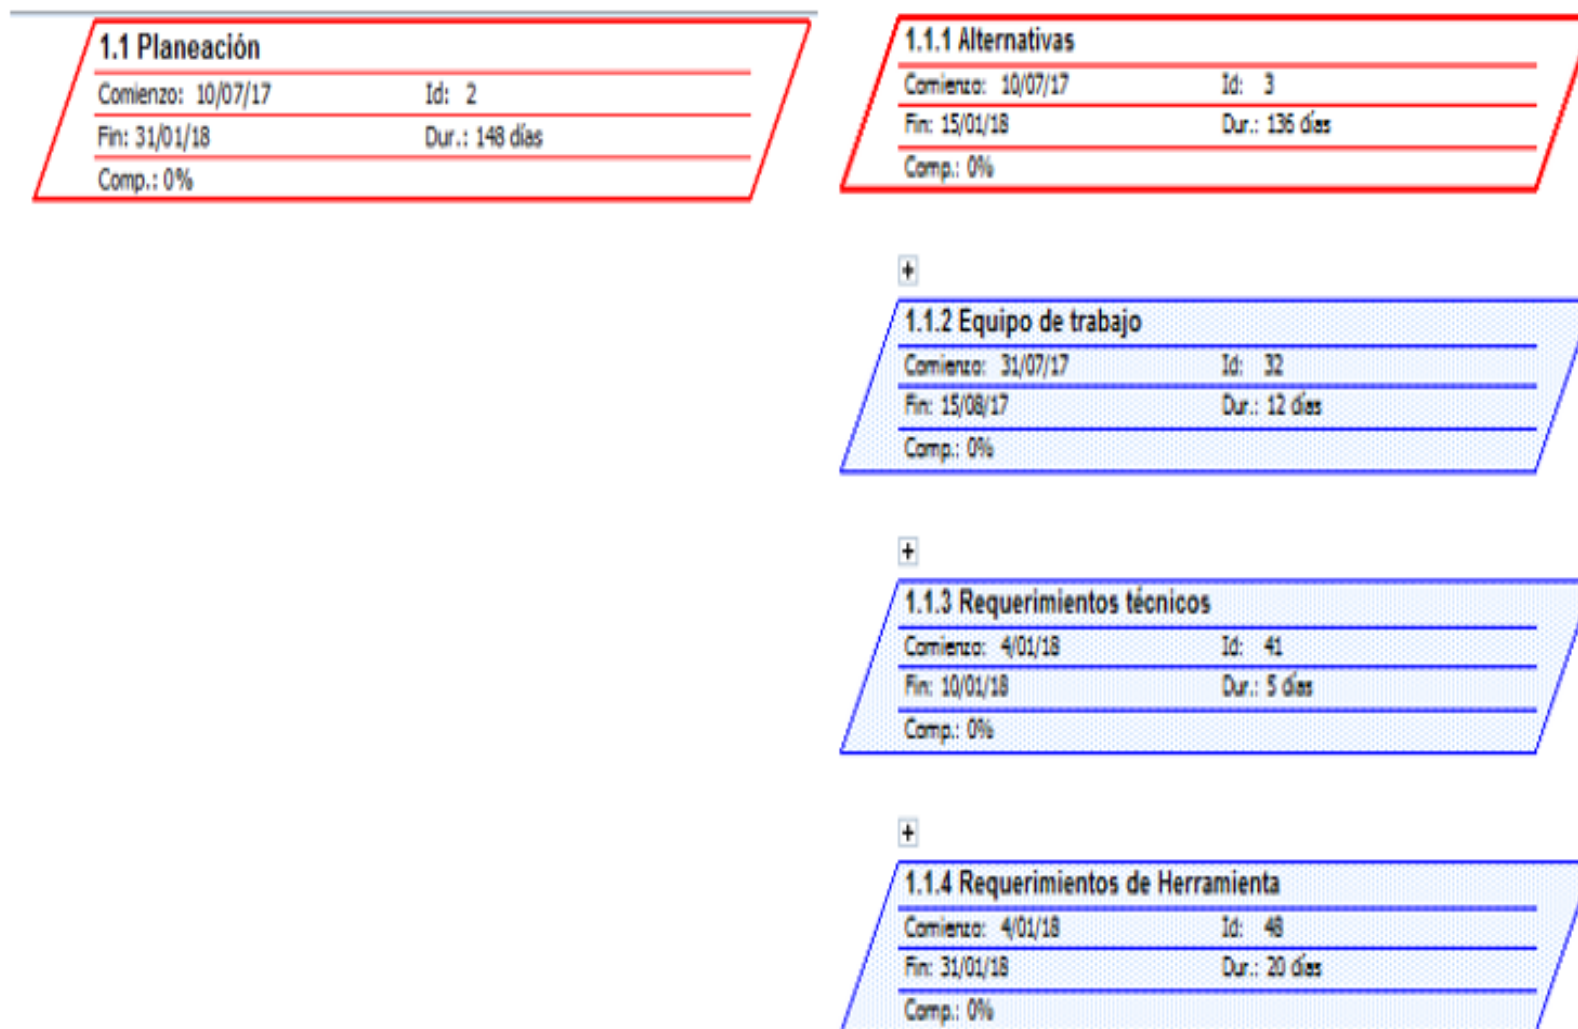 1.1 Planeación
Comienzo: 10/07/17 Id: 2
Fin: 31/01/18 Dur.: 148 días
Comp.: 0%
1.1.1 Alternativas
Comienzo: 10/07/17 Id: 3
Fin: 15/01/18 Dur.: 136 días
Comp.: 0%
1.1.2 Equipo de trabajo
Comienzo: 31/07/17 Id: 32
Fin: 15/08/17 Dur.: 12 días
Comp.: 0%
1.1.3 Requerimientos técnicos
Comienzo: 4/01/18 Id: 41
Fin: 10/01/18 Dur.: 5 días
Comp.: 0%
1.1.4 Requerimientos de Herramienta
Comienzo: 4/01/18 Id: 48
Fin: 31/01/18 Dur.: 20 días
Comp.: 0%